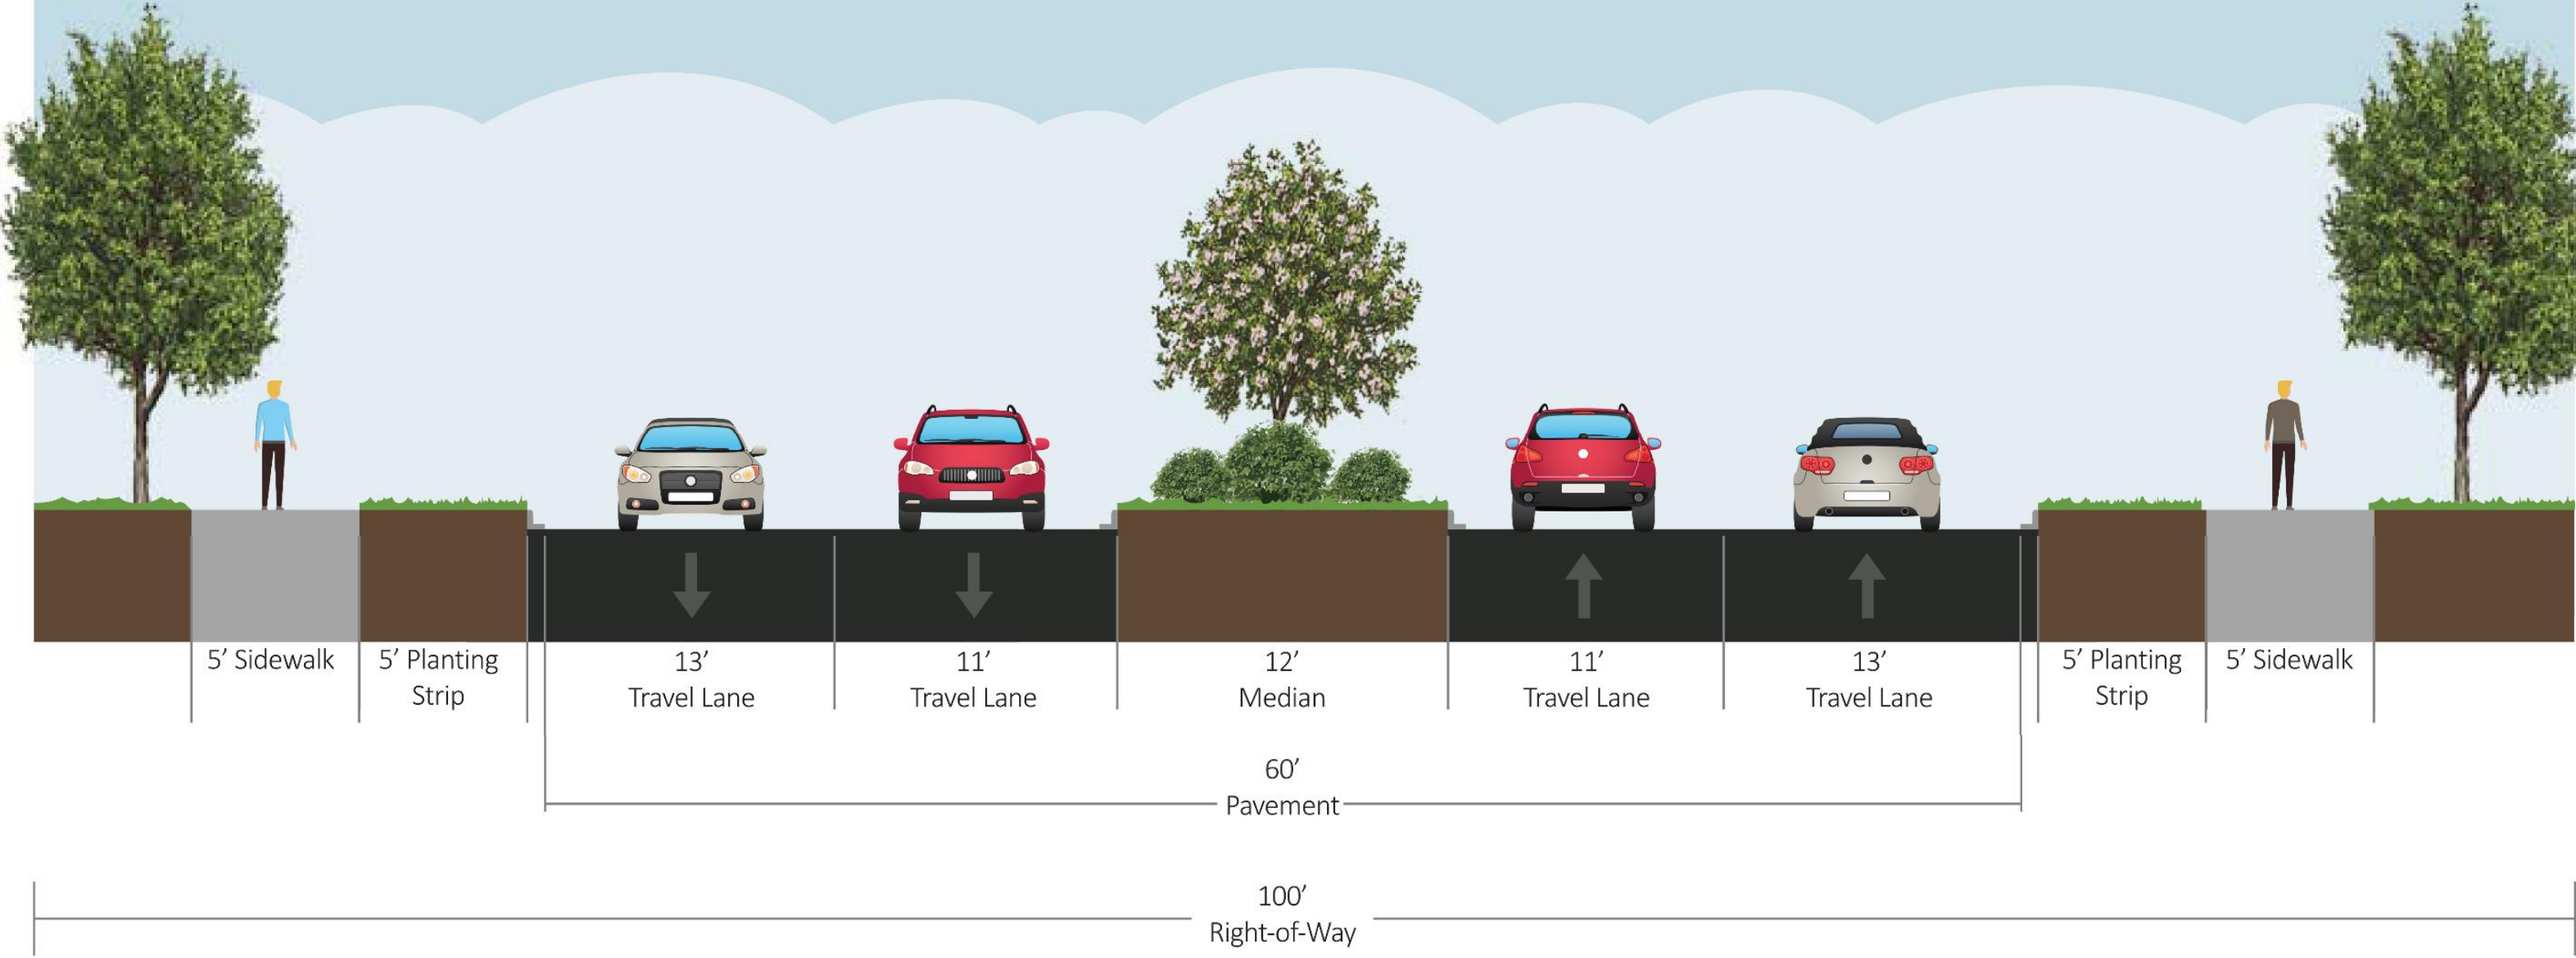 5’ Sidewalk
5’ Planting
Strip
13’
Travel Lane
11’
Travel Lane
12’
Median
11’
Travel Lane
13’
Travel Lane
5’ Planting
Strip
5’ Sidewalk
60’
Pavement
100’
Right-of-Way